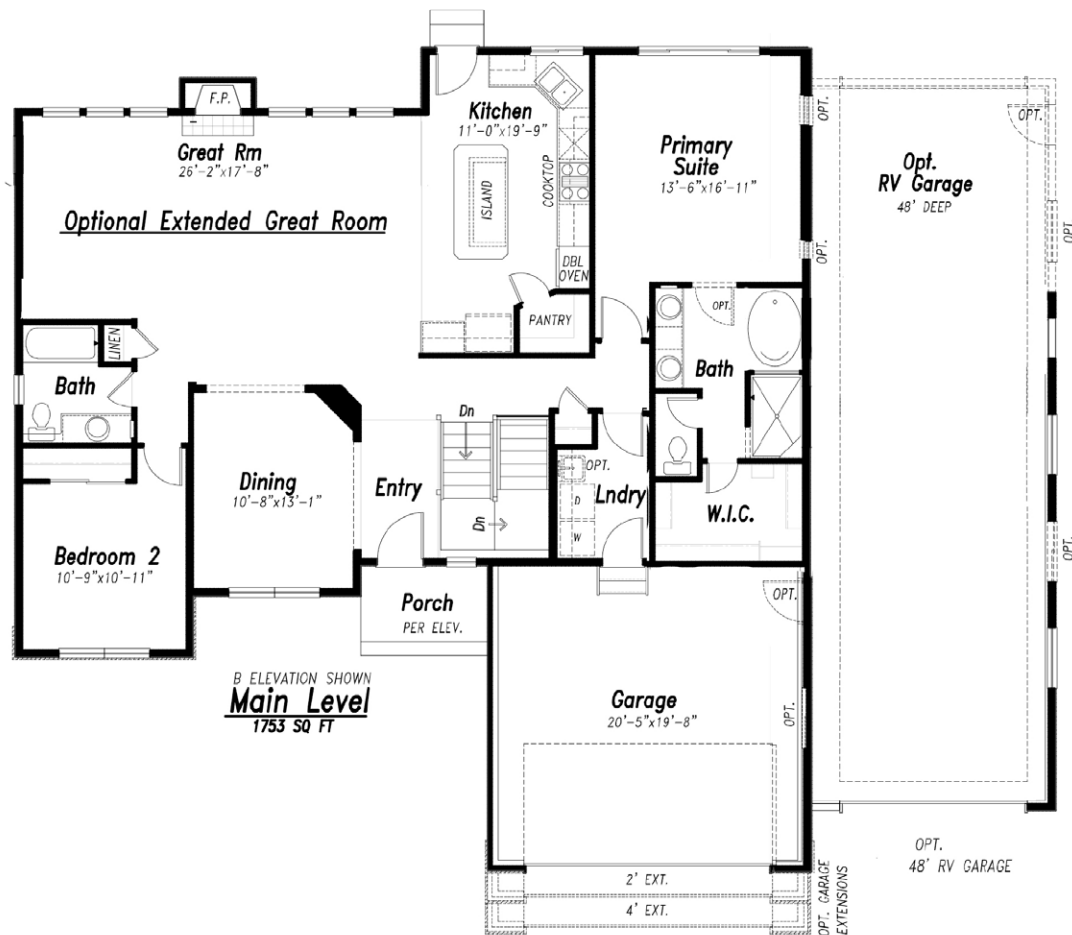 F.P.
Great Rm
26'-2"x17'-8"
Optional Extended Great Room
Kitchen
11'-0"x19'-9"
ISLAND
COOKTOP
DBL
OVEN
PANTRY
Primary
Suite
13'-6"x16'-11"
OPT.
OPT.
OPT.
Opt.
RV Garage
48' DEEP
OPT.
OPT.
LINEN
Bath
OPT.
Bath
Dn
Dining
10'-8"x13'-1"
Entry
Dn
OPT.
D
W
Lndry
W.I.C.
Bedroom 2
10'-9"x10'-11"
Porch
PER ELEV.
OPT.
B ELEVATION SHOWN
Main Level
1753 SQ FT
Garage
20'-5"x19'-8"
OPT.
2' EXT.
4' EXT.
OPT. GARAGE
EXTENSIONS
OPT.
48' RV GARAGE